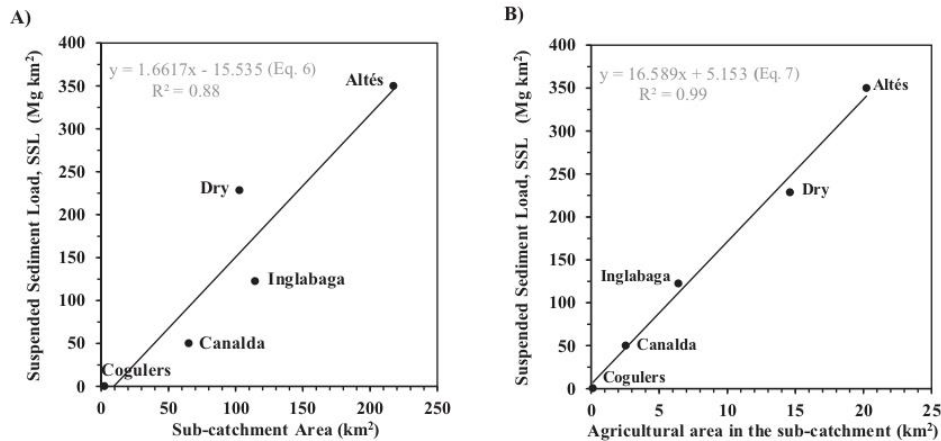 A)
Suspended Sediment Load, SSL (Mg km²)
400
350
300
250
200
150
100
50
0
y = 1.6617x - 15.535 (Eq. 6)
R² = 0.88
Altés
Dry
Inglabaga
Canalda
Cogulers
0 50 100 150 200 250
Sub-catchment Area (km²)
B)
Suspended Sediment Load, SSL (Mg km²)
400
350
300
250
200
150
100
50
0
y = 16.589x + 5.153 (Eq. 7)
R² = 0.99
Altés
Dry
Inglabaga
Canalda
Cogulers
0 5 10 15 20 25
Agricultural area in the sub-catchment (km²)